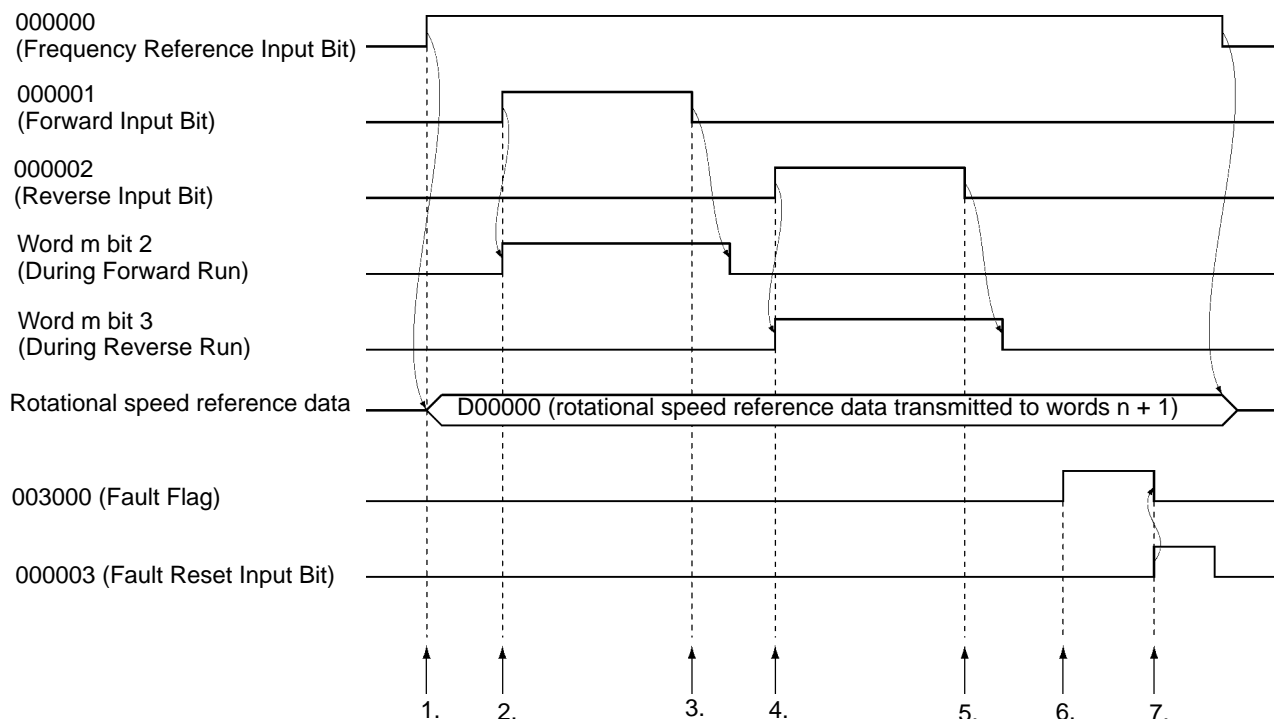 000000
(Frequency Reference Input Bit)
000001
(Forward Input Bit)
000002
(Reverse Input Bit)
Word m bit 2
(During Forward Run)
Word m bit 3
(During Reverse Run)
Rotational speed reference data
D00000 (rotational speed reference data transmitted to words n + 1)
003000 (Fault Flag)
000003 (Fault Reset Input Bit)
1. 2. 3. 4. 5. 6. 7.